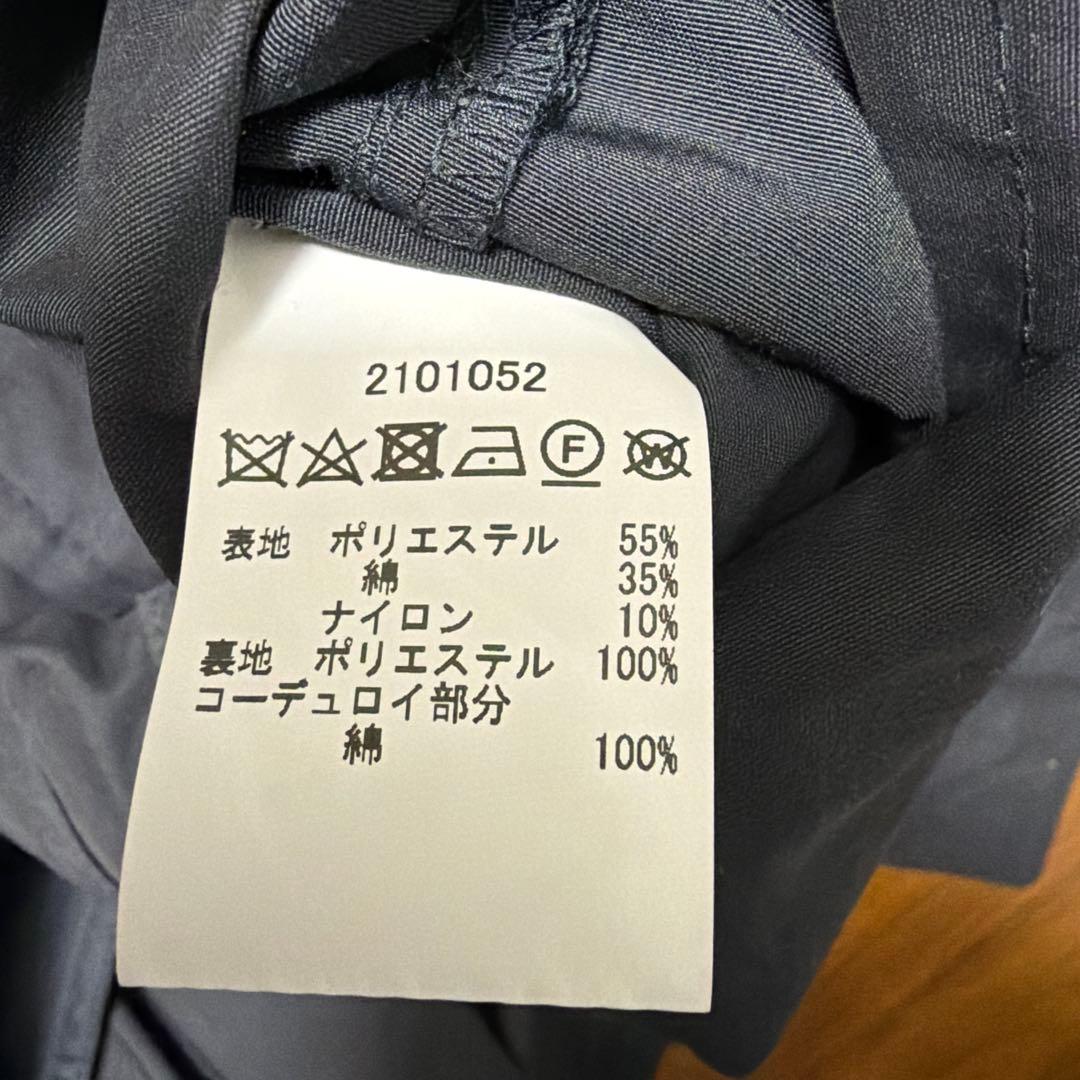 2101052
F W
表地 ポリエステル 55%
綿 35%
ナイロン 10%
裏地 ポリエステル 100%
コーデュロイ部分
綿 100%